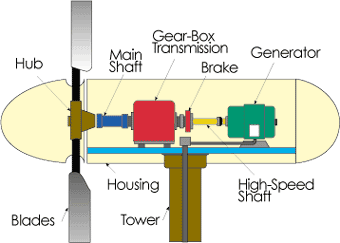 Hub
Main
Shaft
Gear-Box
Transmission
Brake
Generator
Blades
Housing
Tower
High-Speed
Shaft